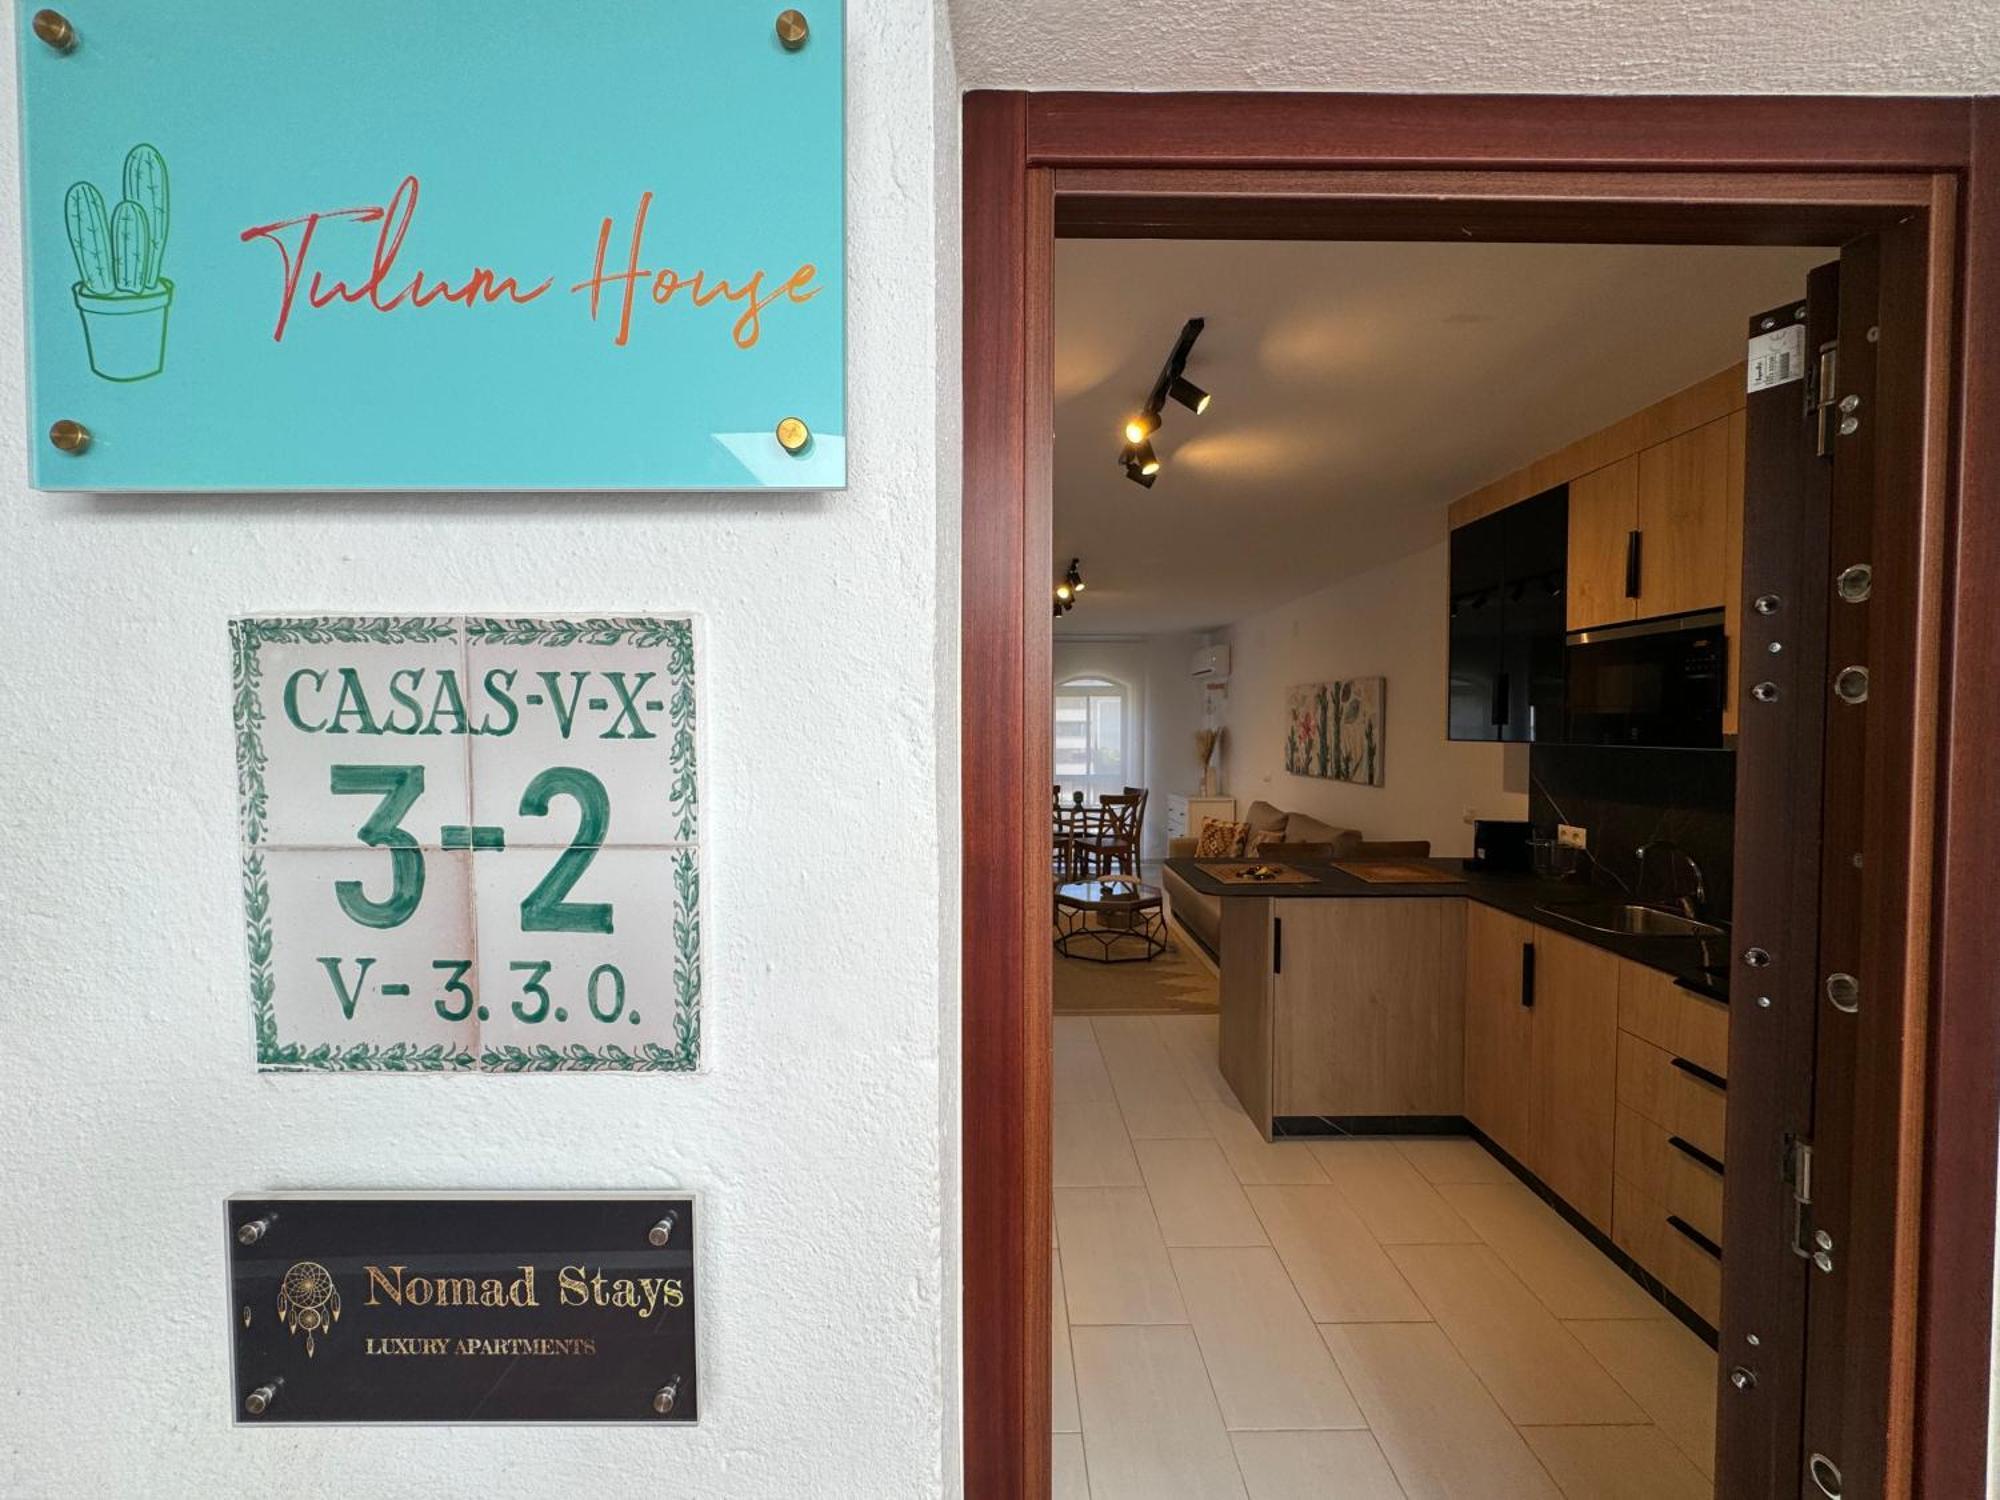 Tulum House
CASAS-V-X-
3-2
V-3.3.0.
Nomad Stays
LUXURY APARTMENTS